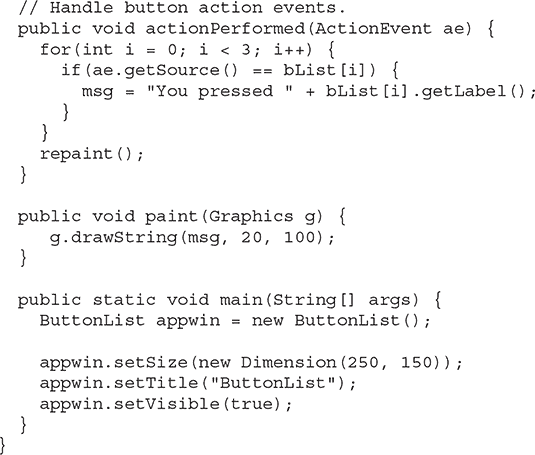 // Handle button action events.
  public void actionPerformed(ActionEvent ae) {
    for(int i = 0; i < 3; i++) {
      if(ae.getSource() == bList[i]) {
        msg = "You pressed " + bList[i].getLabel();
      }
    }
    repaint();
  }

  public void paint(Graphics g) {
     g.drawString(msg, 20, 100);
  }

  public static void main(String[] args) {
    ButtonList appwin = new ButtonList();

    appwin.setSize(new Dimension(250, 150));
    appwin.setTitle("ButtonList");
    appwin.setVisible(true);
  }
}